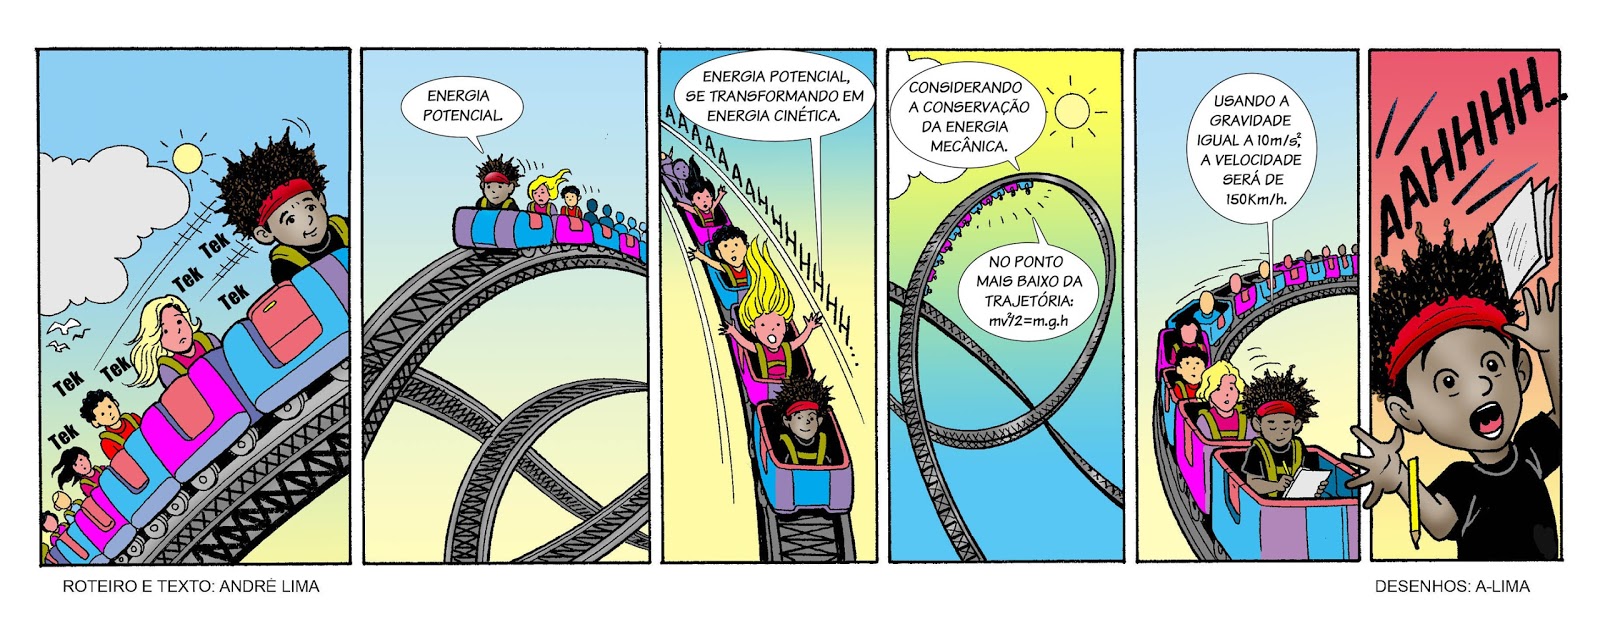 Tek
Tek
Tek
Tek
Tek
Tek
ENERGIA
POTENCIAL.
ENERGIA POTENCIAL,
SE TRANSFORMANDO EM
ENERGIA CINÉTICA.
AAAAAAAHHHHHHHHH...
CONSIDERANDO
A CONSERVAÇÃO
DA ENERGIA
MECÂNICA.
NO PONTO
MAIS BAIXO DA
TRAJETÓRIA:
mv²/2=m.g.h
USANDO A
GRAVIDADE
IGUAL A 10m/s²,
A VELOCIDADE
SERÁ DE
150Km/h.
AAHHHH...
ROTEIRO E TEXTO: ANDRÉ LIMA
DESENHOS: A-LIMA